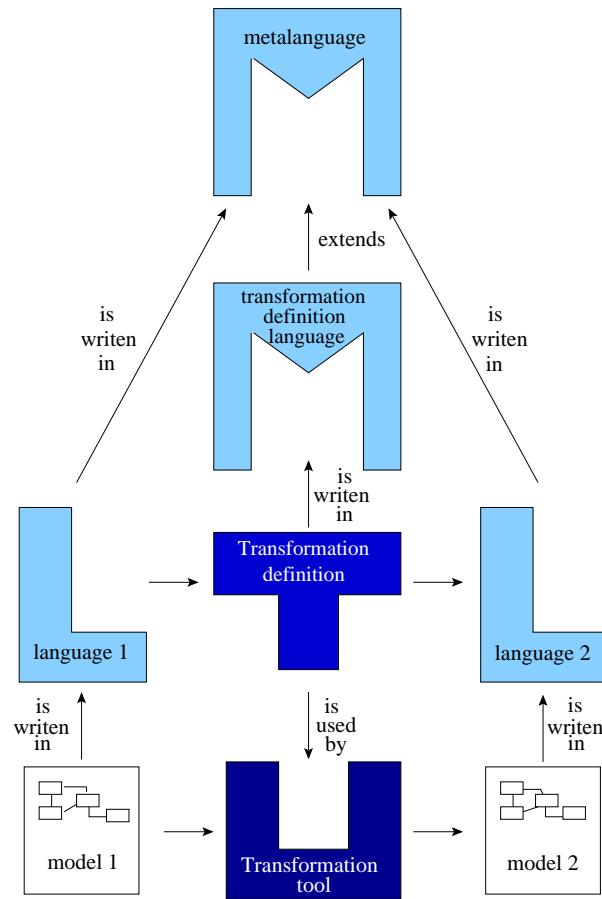 metalanguage
extends
transformation
definition
language
is
writen
in
is
writen
in
is
writen
in
Transformation
definition
language 1
language 2
is
writen
in
is
used
by
is
writen
in
model 1
Transformation
tool
model 2